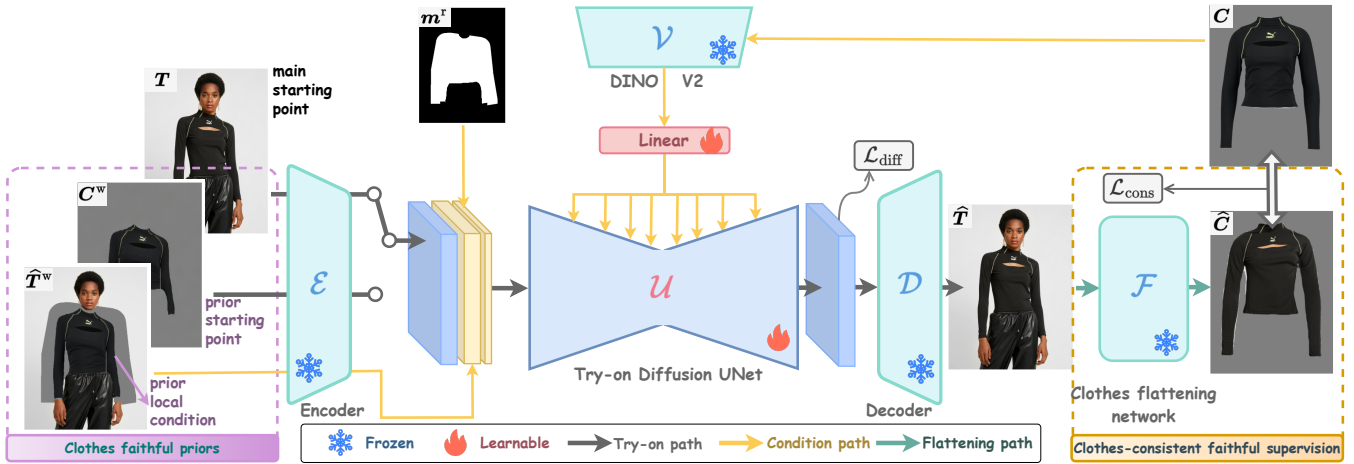 T
main
starting
point
C^w
T̂^w
prior
starting
point
prior
local
condition
Clothes faithful priors
m^r
ℰ
Encoder
𝒱
DINO V2
Linear
𝒰
Try-on Diffusion UNet
ℒ_diff
𝒟
Decoder
T̂
C
ℒ_cons
Ĉ
ℱ
Clothes flattening
network
Clothes-consistent faithful supervision
Frozen Learnable Try-on path Condition path Flattening path